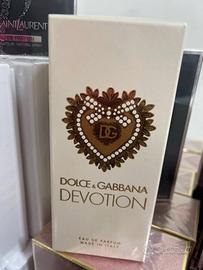 SAINT LAURENT
DG
DOLCE & GABBANA
DEVOTION
EAU DE PARFUM
MADE IN ITALY